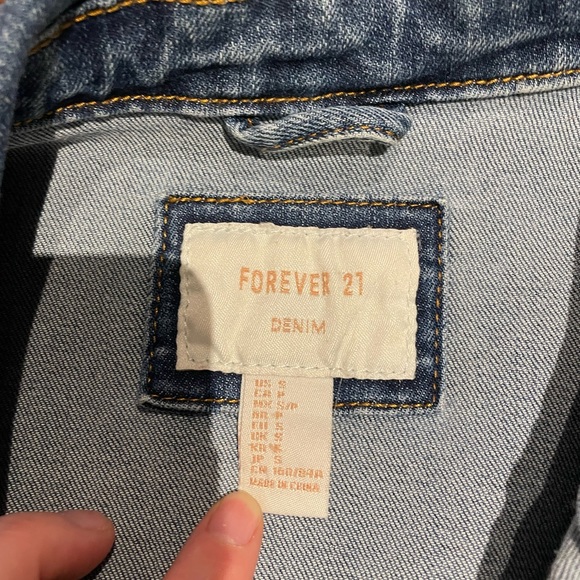 FOREVER 21
DENIM
US S
CA P
MX S/P
BR P
EU S
UK S
KR
JP S
CN 160/84A
MADE IN CHINA